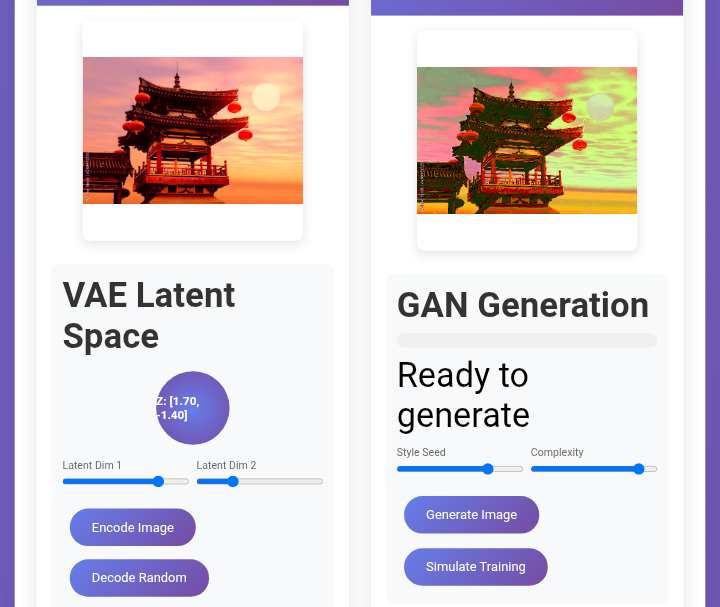 VAE Latent
Space
Z: [1.70,
-1.40]
Latent Dim 1
Latent Dim 2
Encode Image
Decode Random
GAN Generation
Ready to
generate
Style Seed
Complexity
Generate Image
Simulate Training